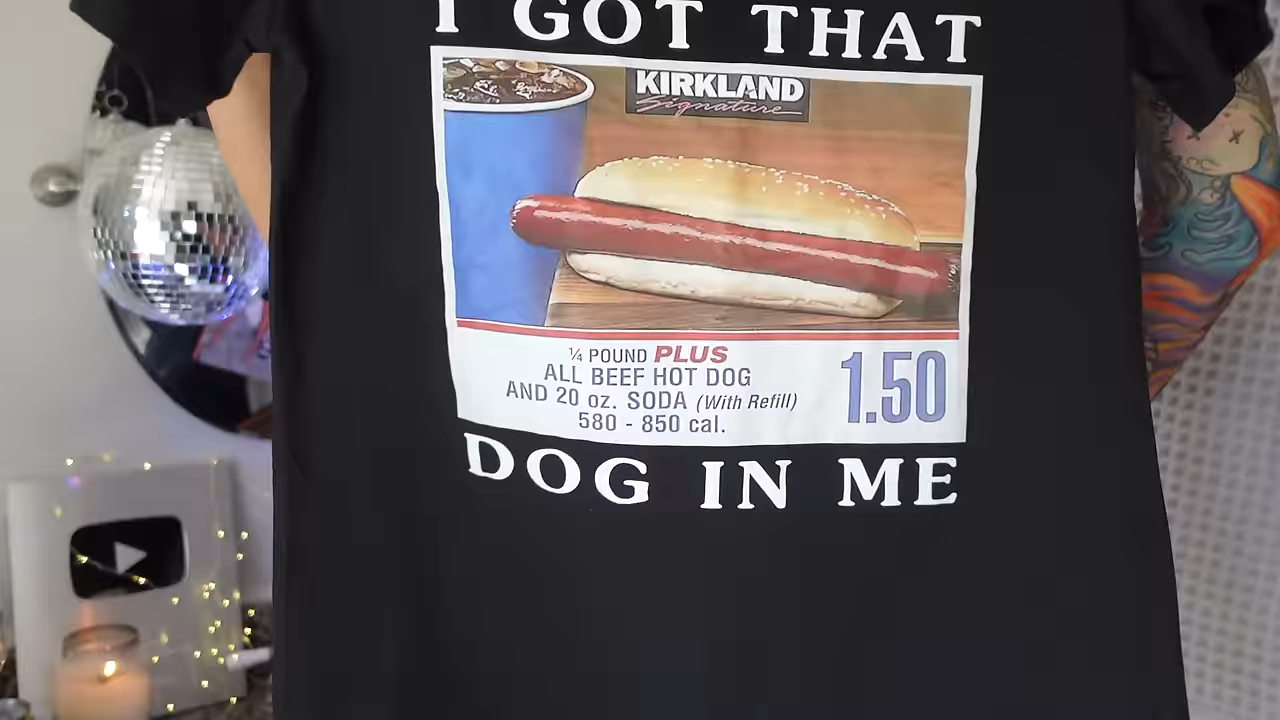 I GOT THAT
KIRKLAND
Signature
¼ POUND PLUS
ALL BEEF HOT DOG
AND 20 oz. SODA (With Refill)
580 - 850 cal.
1.50
DOG IN ME